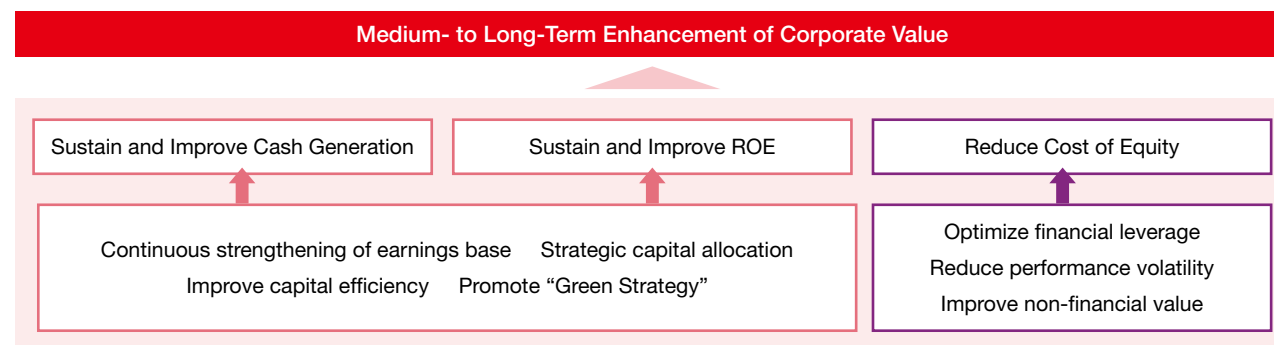 Medium- to Long-Term Enhancement of Corporate Value
Sustain and Improve Cash Generation
Sustain and Improve ROE
Reduce Cost of Equity
Continuous strengthening of earnings base Strategic capital allocation
Improve capital efficiency Promote “Green Strategy”
Optimize financial leverage
Reduce performance volatility
Improve non-financial value